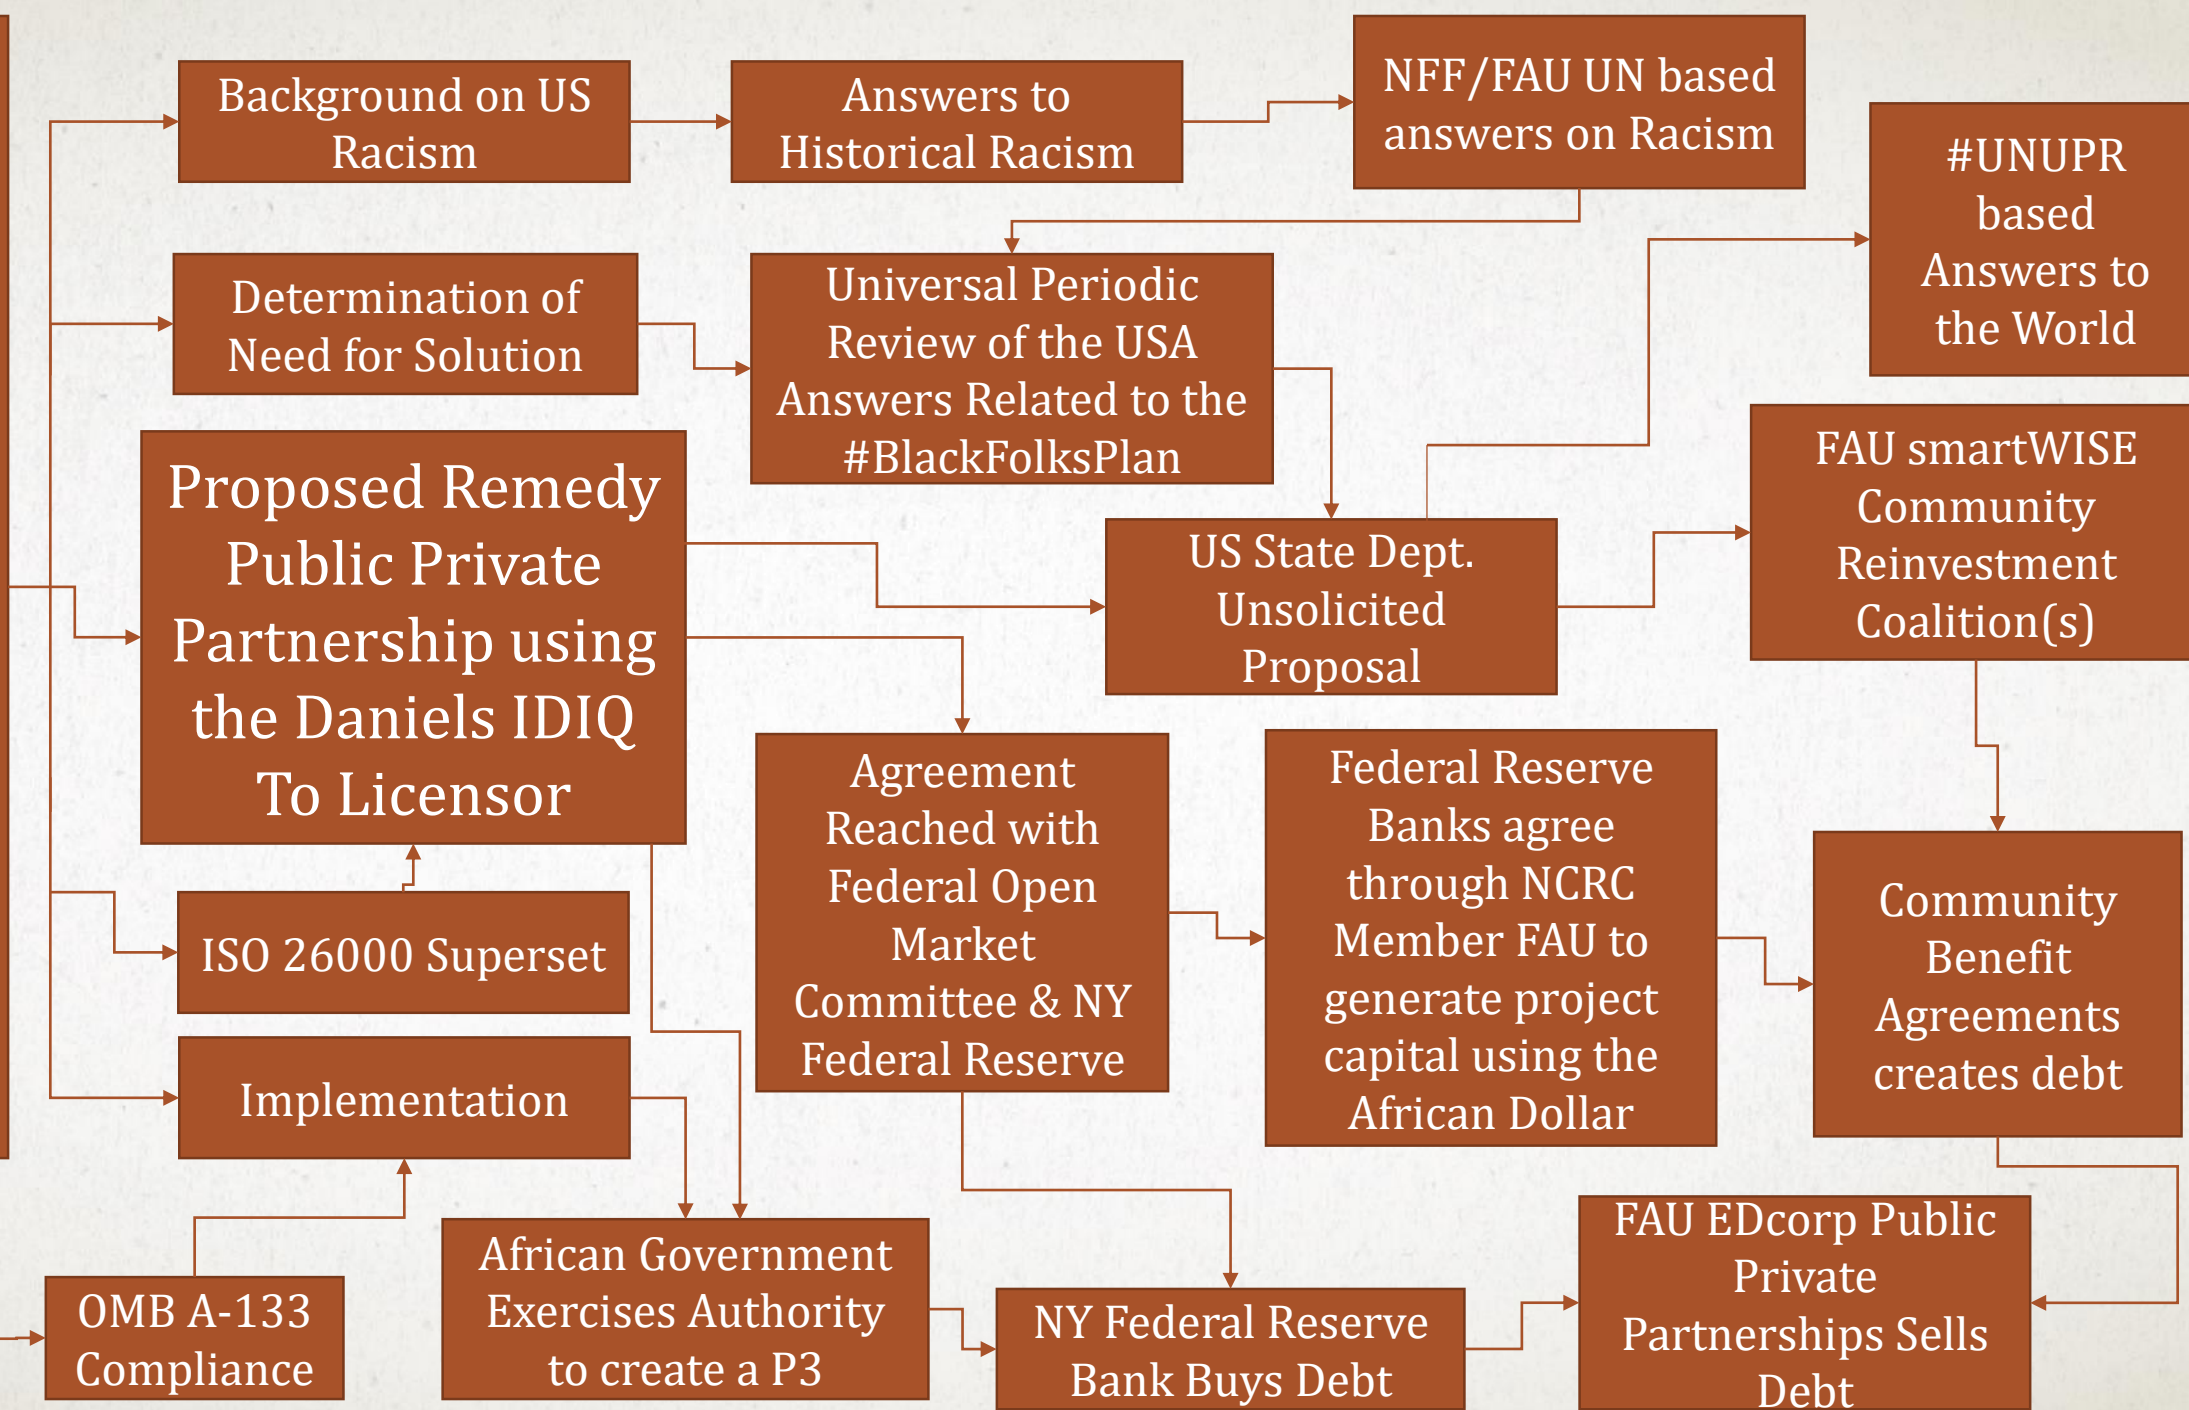 Background on US
Racism
Answers to
Historical Racism
NFF/FAU UN based
answers on Racism
#UNUPR
based
Answers to
the World
Determination of
Need for Solution
Universal Periodic
Review of the USA
Answers Related to the
#BlackFolksPlan
Proposed Remedy
Public Private
Partnership using
the Daniels IDIQ
To Licensor
US State Dept.
Unsolicited
Proposal
FAU smartWISE
Community
Reinvestment
Coalition(s)
Agreement
Reached with
Federal Open
Market
Committee & NY
Federal Reserve
Federal Reserve
Banks agree
through NCRC
Member FAU to
generate project
capital using the
African Dollar
Community
Benefit
Agreements
creates debt
ISO 26000 Superset
Implementation
OMB A-133
Compliance
African Government
Exercises Authority
to create a P3
NY Federal Reserve
Bank Buys Debt
FAU EDcorp Public
Private
Partnerships Sells
Debt